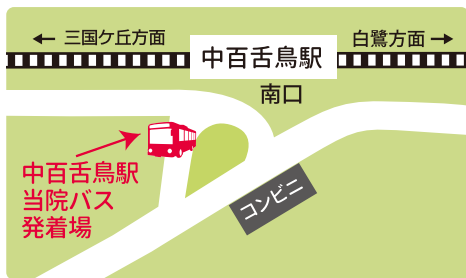 ← 三国ケ丘方面
中百舌鳥駅
白鷺方面 →
南口
中百舌鳥駅
当院バス
発着場
コンビニ